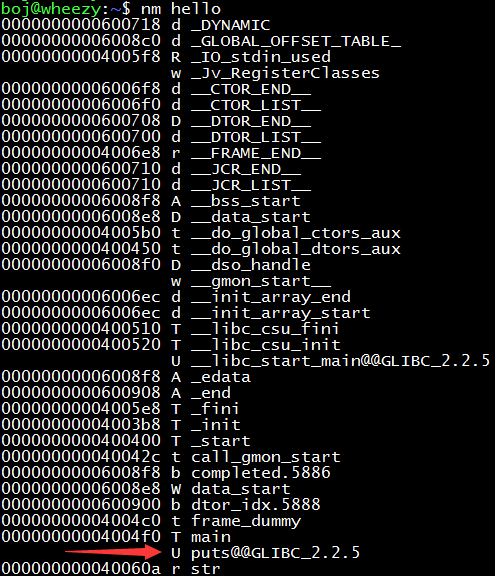 boj@wheezy:~$ nm hello
0000000000600718 d _DYNAMIC
00000000006008c0 d _GLOBAL_OFFSET_TABLE_
00000000004005f8 R _IO_stdin_used
w _Jv_RegisterClasses
00000000006006f8 d __CTOR_END__
00000000006006f0 d __CTOR_LIST__
0000000000600708 D __DTOR_END__
0000000000600700 d __DTOR_LIST__
00000000004006e8 r __FRAME_END__
0000000000600710 d __JCR_END__
0000000000600710 d __JCR_LIST__
00000000006008f8 A __bss_start
00000000006008e8 D __data_start
00000000004005b0 t __do_global_ctors_aux
0000000000400450 t __do_global_dtors_aux
00000000006008f0 D __dso_handle
w __gmon_start__
00000000006006ec d __init_array_end
00000000006006ec d __init_array_start
0000000000400510 T __libc_csu_fini
0000000000400520 T __libc_csu_init
U __libc_start_main@@GLIBC_2.2.5
00000000006008f8 A _edata
0000000000600908 A _end
00000000004005e8 T _fini
00000000004003b8 T _init
0000000000400400 T _start
000000000040042c t call_gmon_start
00000000006008f8 b completed.5886
00000000006008e8 W data_start
0000000000600900 b dtor_idx.5888
00000000004004c0 t frame_dummy
00000000004004f0 T main
U puts@@GLIBC_2.2.5
000000000040060a r str